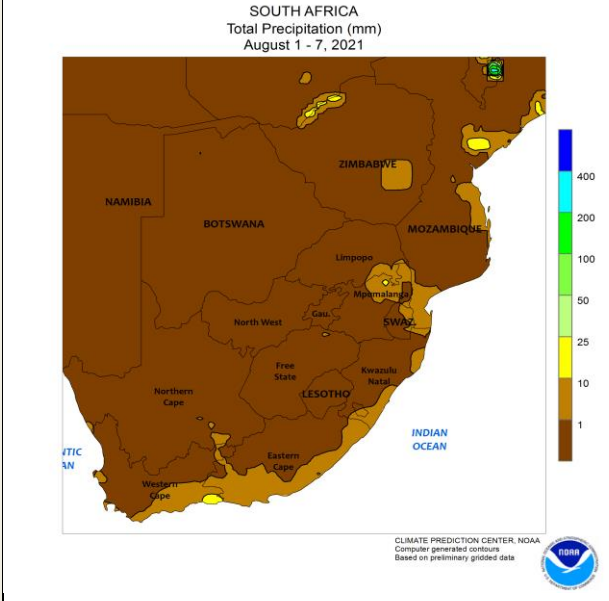 SOUTH AFRICA
Total Precipitation (mm)
August 1 - 7, 2021
ZIMBABWE
NAMIBIA
BOTSWANA
MOZAMBIQUE
Limpopo
Mpumalanga
North West
Gau.
SWAZ.
Free
State
Kwazulu
Natal
LESOTHO
Northern
Cape
Eastern
Cape
Western
Cape
NTIC
AN
INDIAN
OCEAN
400
200
100
50
25
10
1
CLIMATE PREDICTION CENTER, NOAA
Computer generated contours
Based on preliminary gridded data
NOAA